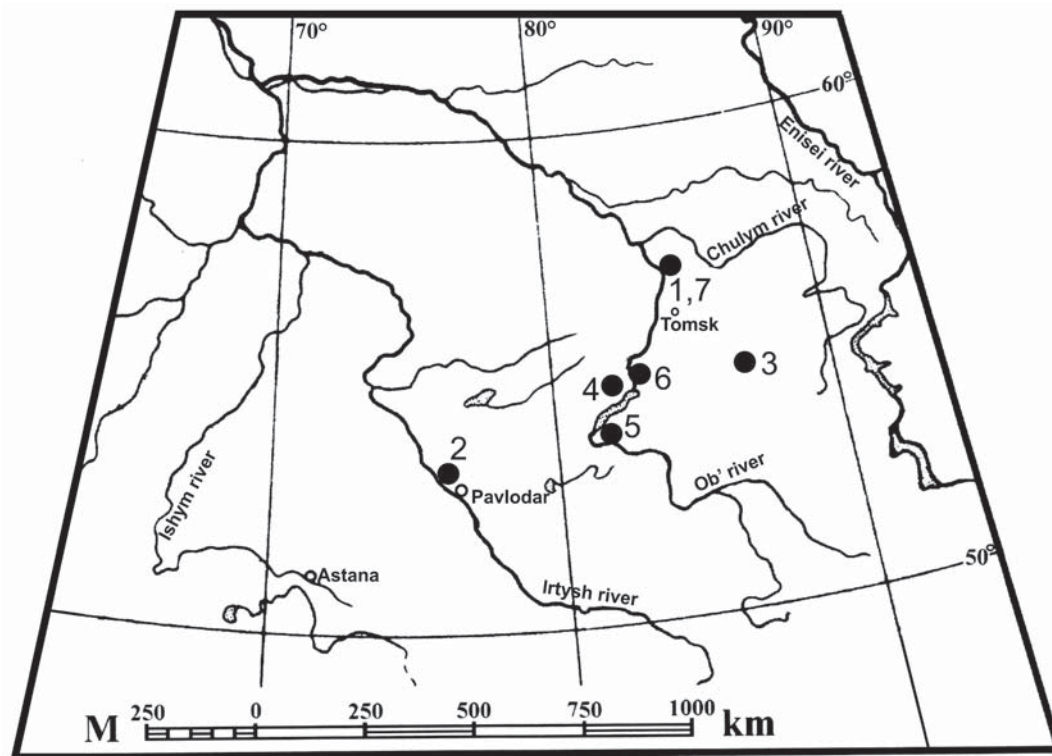 70°
80°
90°
60°
Enisei river
Chulym river
1,7
Tomsk
3
4
6
5
2
Pavlodar
Ob' river
Ishym river
50°
Astana
Irtysh river
M 250 0 250 500 750 1000 km